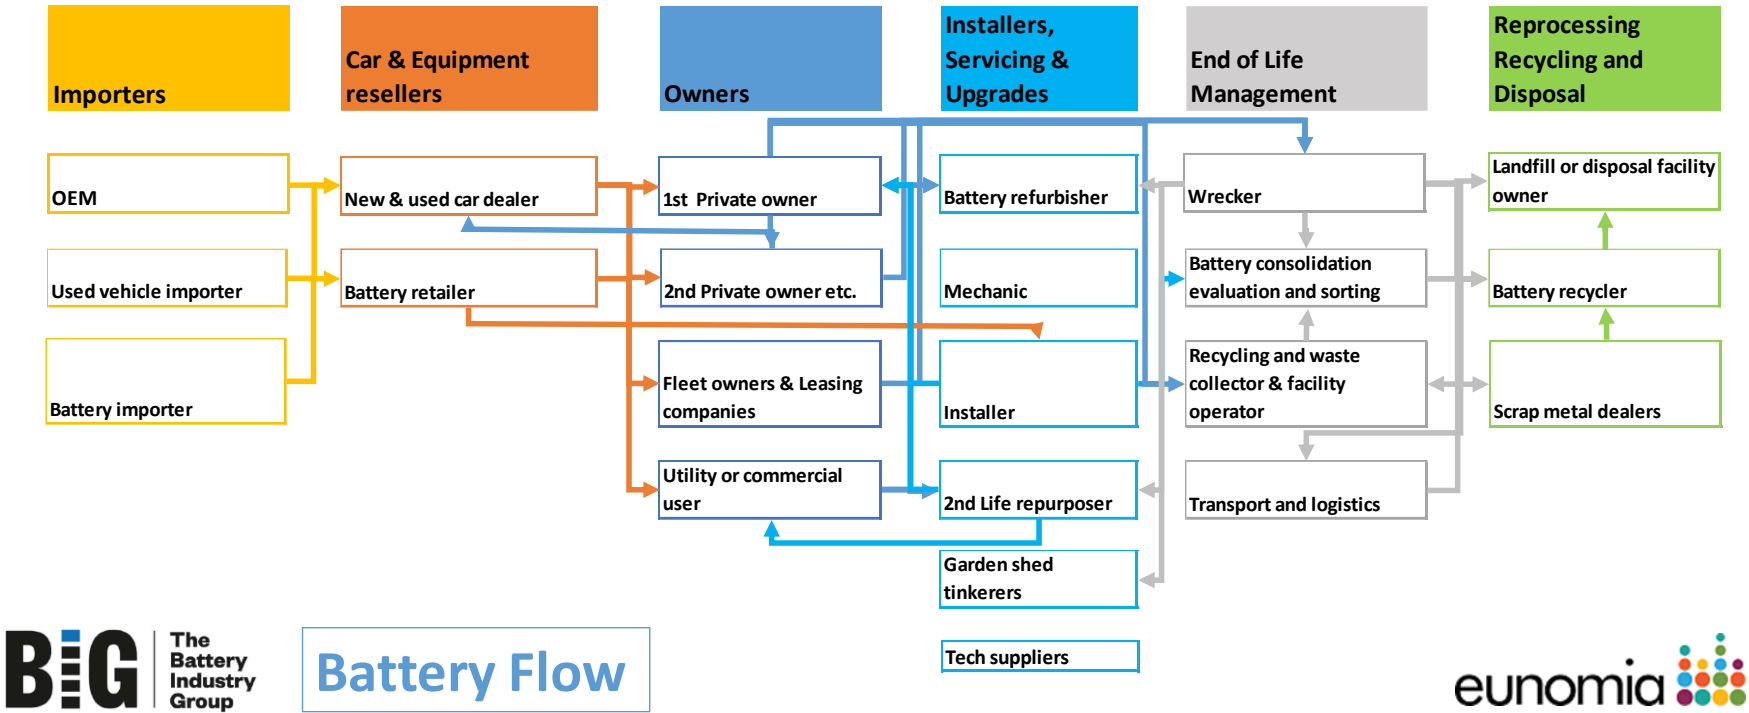 Importers
Car & Equipment
resellers
Owners
Installers,
Servicing &
Upgrades
End of Life
Management
Reprocessing
Recycling and
Disposal
OEM
Used vehicle importer
Battery importer
New & used car dealer
Battery retailer
1st Private owner
2nd Private owner etc.
Fleet owners & Leasing
companies
Utility or commercial
user
Battery refurbisher
Mechanic
Installer
2nd Life repurposer
Garden shed
tinkerers
Tech suppliers
Wrecker
Battery consolidation
evaluation and sorting
Recycling and waste
collector & facility
operator
Transport and logistics
Landfill or disposal facility
owner
Battery recycler
Scrap metal dealers
BIG
The
Battery
Industry
Group
Battery Flow
eunomia